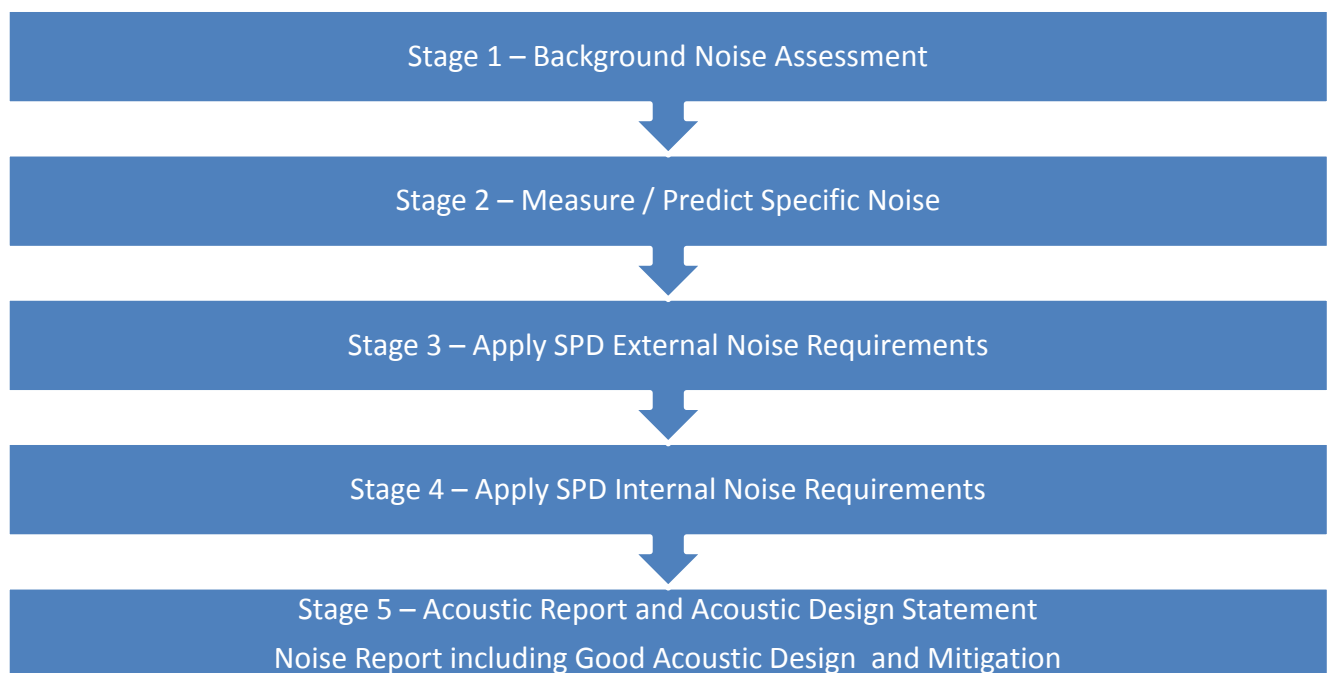 Stage 1 – Background Noise Assessment
Stage 2 – Measure / Predict Specific Noise
Stage 3 – Apply SPD External Noise Requirements
Stage 4 – Apply SPD Internal Noise Requirements
Stage 5 – Acoustic Report and Acoustic Design Statement
Noise Report including Good Acoustic Design and Mitigation